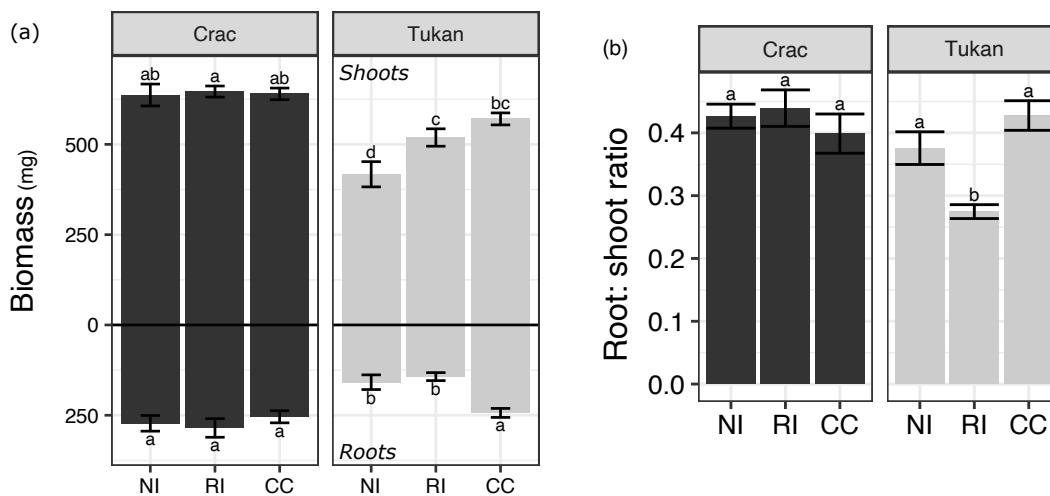 (a)
Crac
Tukan
Biomass (mg)
500
250
0
250
Shoots
Roots
ab
a
ab
d
c
bc
a
a
a
b
b
a
NI
RI
CC
NI
RI
CC
(b)
Crac
Tukan
Root: shoot ratio
0.4
0.3
0.2
0.1
0.0
a
a
a
a
b
a
NI
RI
CC
NI
RI
CC